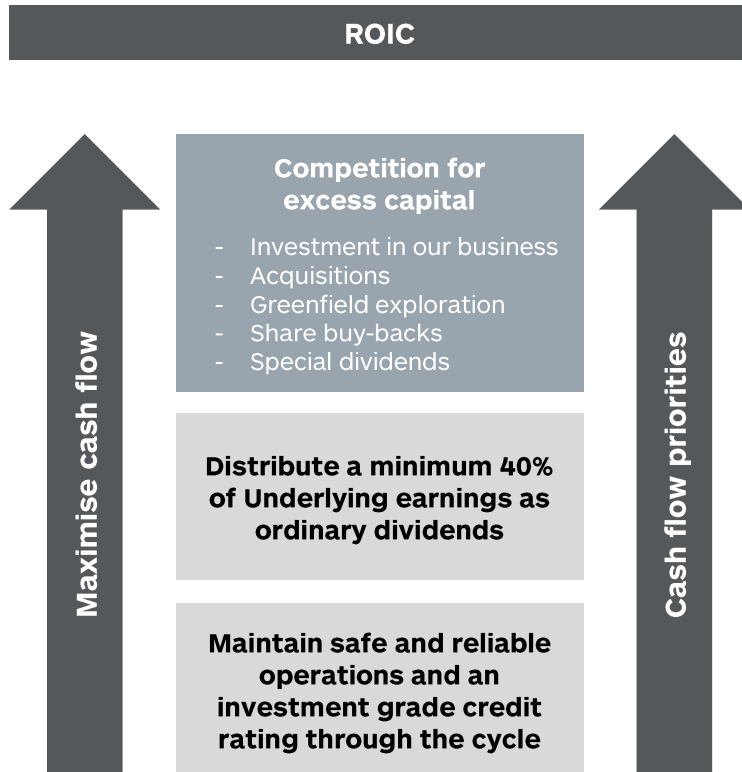 ROIC
Maximise cash flow
Competition for
excess capital
- Investment in our business
- Acquisitions
- Greenfield exploration
- Share buy-backs
- Special dividends
Distribute a minimum 40%
of Underlying earnings as
ordinary dividends
Maintain safe and reliable
operations and an
investment grade credit
rating through the cycle
Cash flow priorities